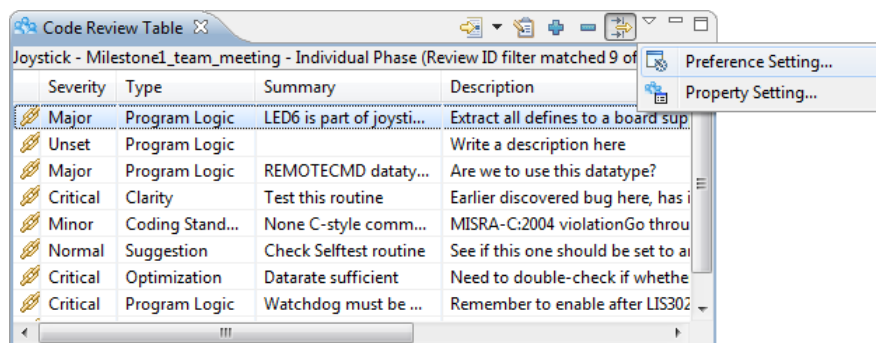 Code Review Table
Joystick - Milestone1_team_meeting - Individual Phase (Review ID filter matched 9 of
Preference Setting...
Property Setting...
Severity Type Summary Description
Major Program Logic LED6 is part of joysti... Extract all defines to a board sup
Unset Program Logic Write a description here
Major Program Logic REMOTECMD dataty... Are we to use this datatype?
Critical Clarity Test this routine Earlier discovered bug here, has i
Minor Coding Stand... None C-style comm... MISRA-C:2004 violationGo throu
Normal Suggestion Check Selftest routine See if this one should be set to ar
Critical Optimization Datarate sufficient Need to double-check if whethe
Critical Program Logic Watchdog must be ... Remember to enable after LIS302